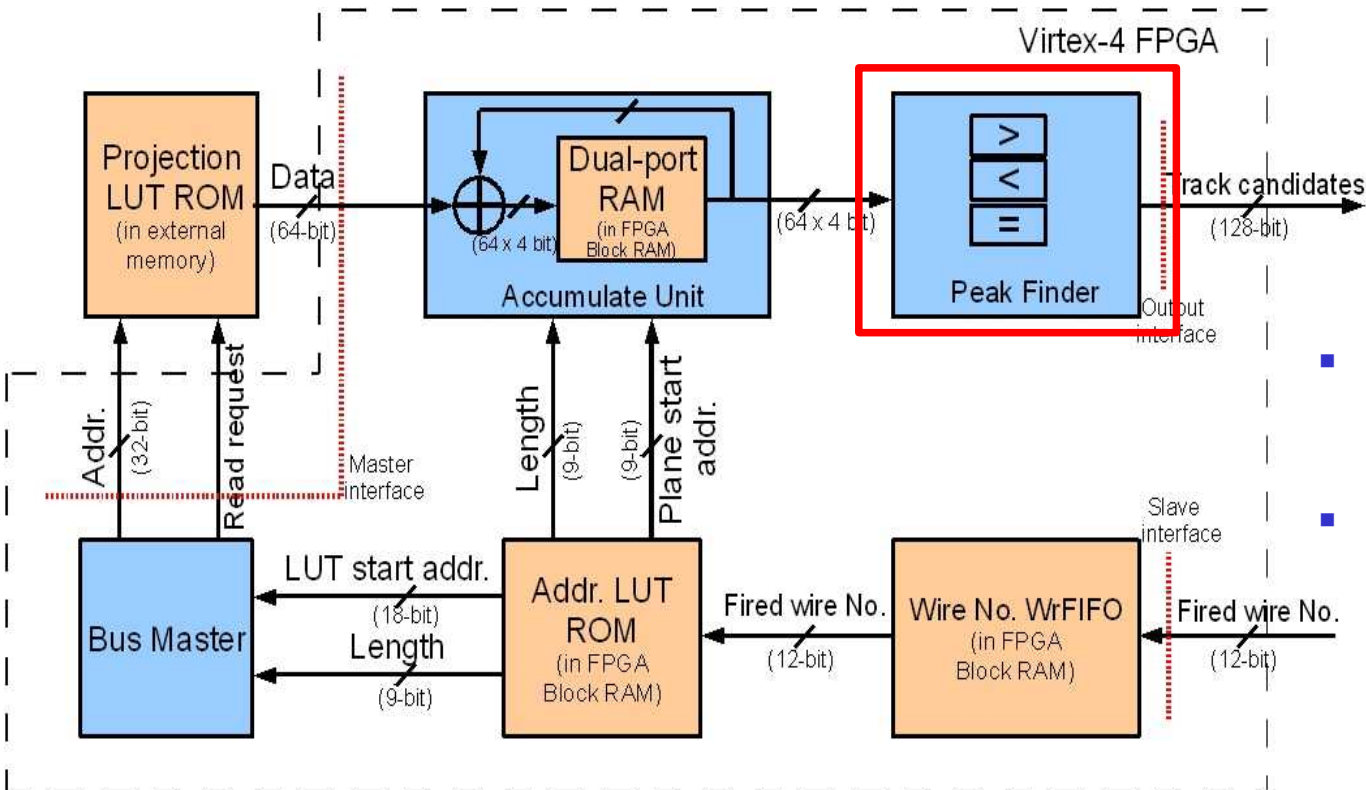 Virtex-4 FPGA
Projection
LUT ROM
(in external
memory)
Data
(64-bit)
(64 x 4 bit)
Dual-port
RAM
(in FPGA
Block RAM)
Accumulate Unit
(64 x 4 bit)
>
<
=
Peak Finder
Track candidates
(128-bit)
Output
interface
Addr.
(32-bit)
Read request
Master
interface
Length
(9-bit)
(9-bit)
Plane start
addr.
Slave
interface
Bus Master
LUT start addr.
(18-bit)
Length
(9-bit)
Addr. LUT
ROM
(in FPGA
Block RAM)
Fired wire No.
(12-bit)
Wire No. WrFIFO
(in FPGA
Block RAM)
Fired wire No.
(12-bit)